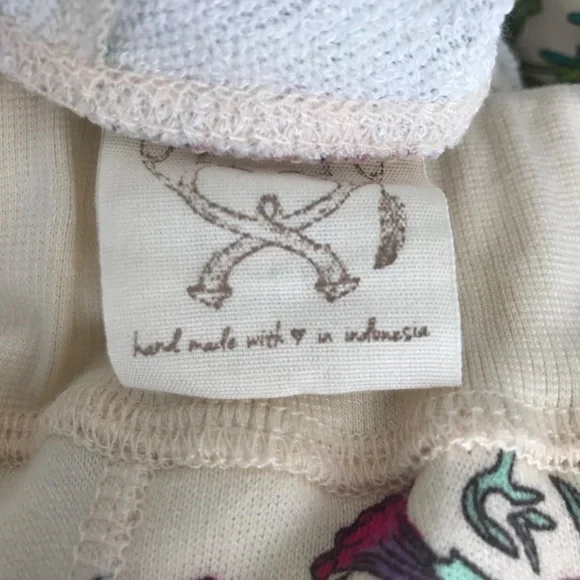 hand made with ♥ in indonesia